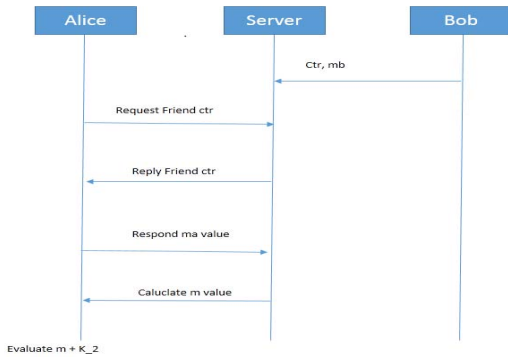 Alice
Server
Bob
Ctr, mb
Request Friend ctr
Reply Friend ctr
Respond ma value
Caluclate m value
Evaluate m + K_2